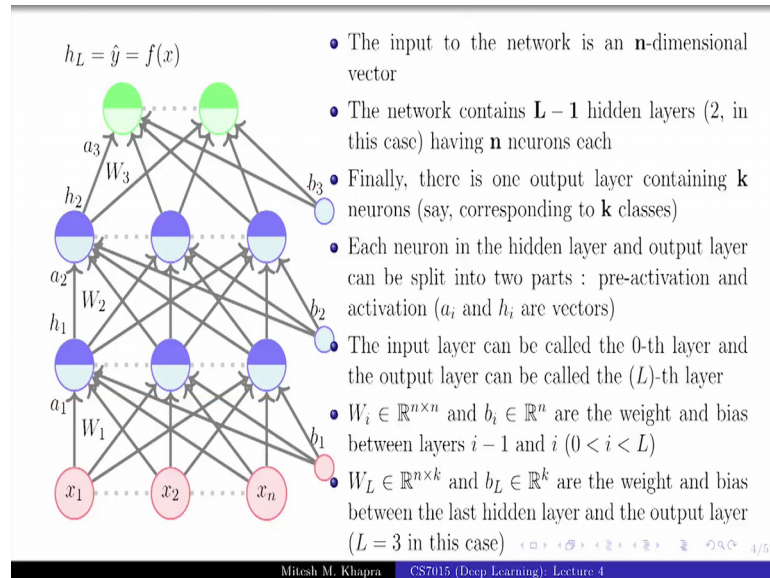 h_L = ŷ = f(x)
a_3
W_3
h_2
b_3
a_2
W_2
h_1
b_2
a_1
W_1
b_1
x_1 x_2 x_n
• The input to the network is an n-dimensional
vector
• The network contains L − 1 hidden layers (2, in
this case) having n neurons each
• Finally, there is one output layer containing k
neurons (say, corresponding to k classes)
• Each neuron in the hidden layer and output layer
can be split into two parts : pre-activation and
activation (a_i and h_i are vectors)
• The input layer can be called the 0-th layer and
the output layer can be called the (L)-th layer
• W_i ∈ ℝ^{n×n} and b_i ∈ ℝ^n are the weight and bias
between layers i − 1 and i (0 < i < L)
• W_L ∈ ℝ^{n×k} and b_L ∈ ℝ^k are the weight and bias
between the last hidden layer and the output layer
(L = 3 in this case)
4/5
Mitesh M. Khapra CS7015 (Deep Learning): Lecture 4